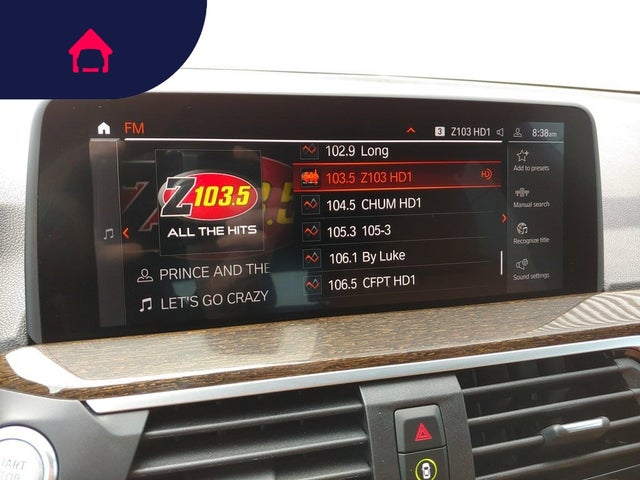 FM
3 Z103 HD1 8:38am
102.9 Long
103.5 Z103 HD1 HD
104.5 CHUM HD1
105.3 105-3
106.1 By Luke
106.5 CFPT HD1
Z103.5
ALL THE HITS
PRINCE AND THE
LET'S GO CRAZY
Add to presets
Manual search
Recognize title
Sound settings
START